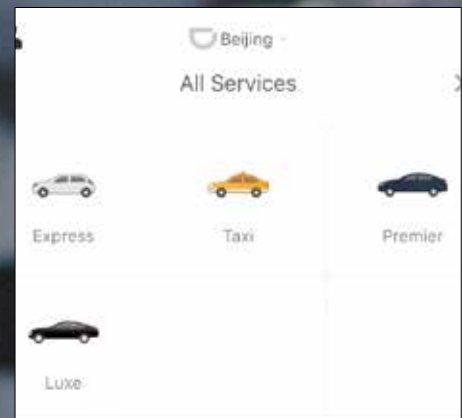 Beijing
All Services
Express
Taxi
Premier
Luxe